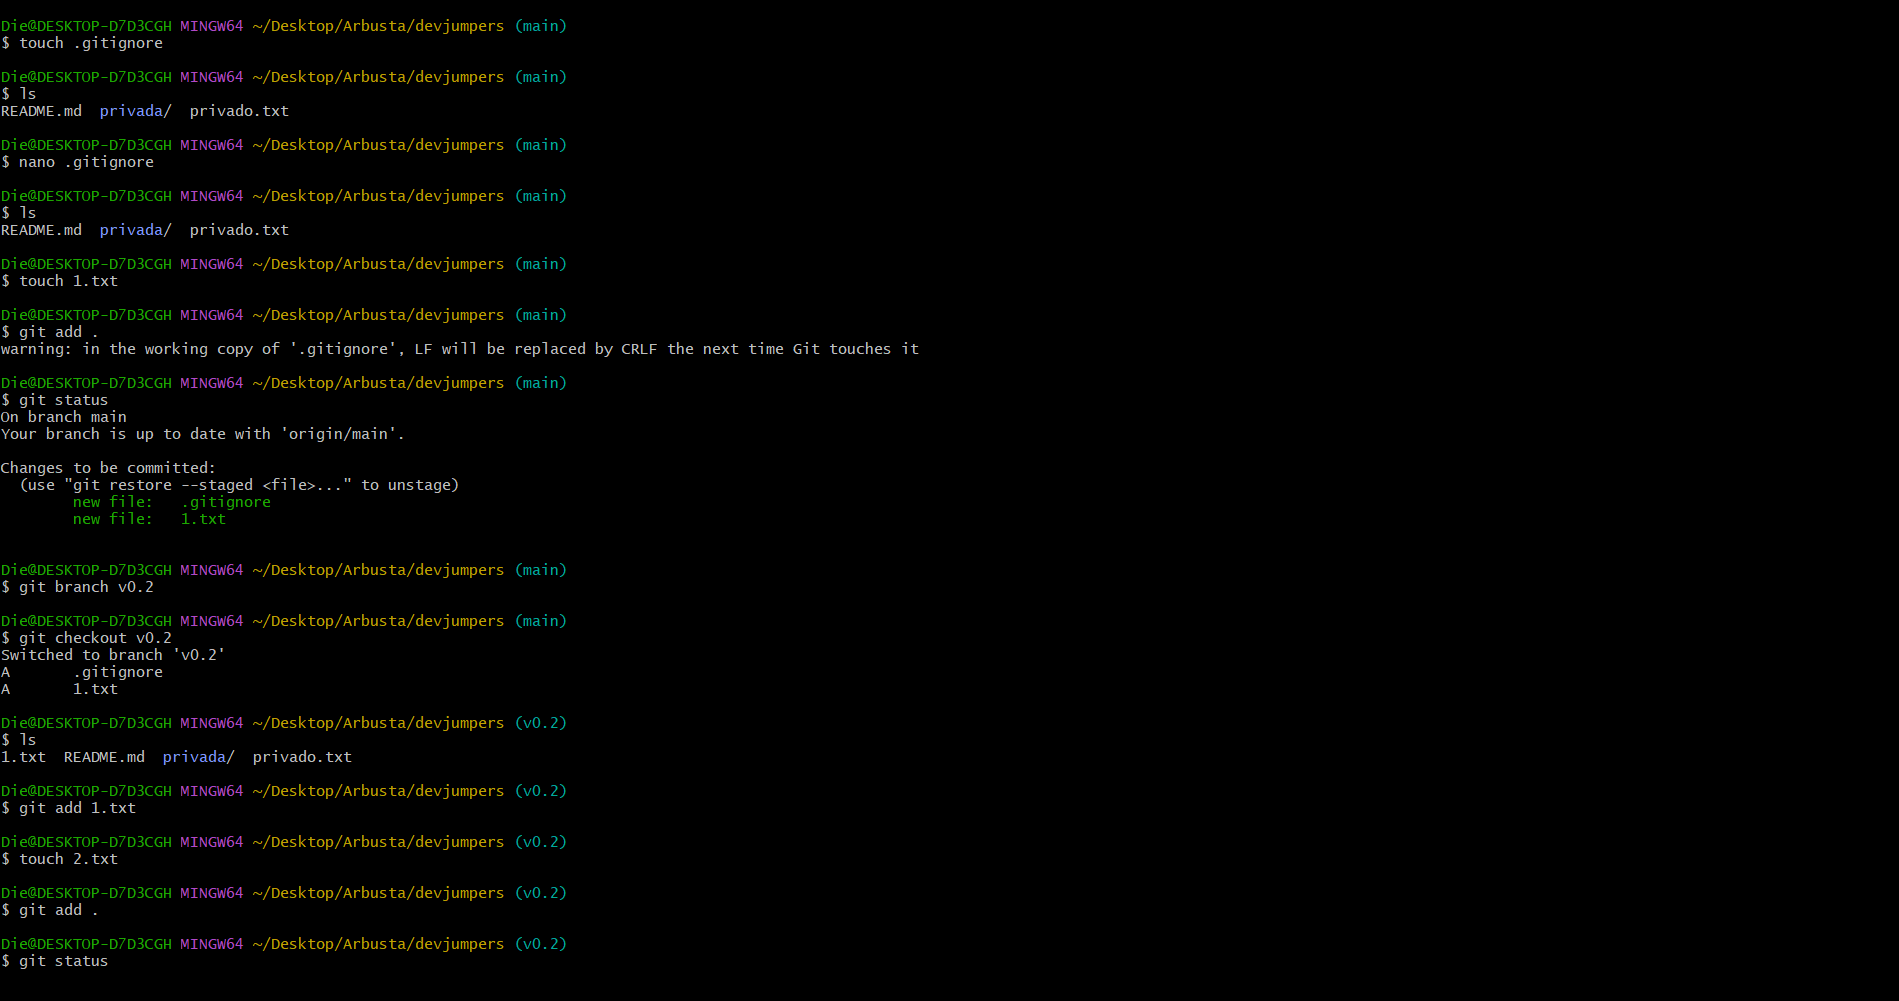 Die@DESKTOP-D7D3CGH MINGW64 ~/Desktop/Arbusta/devjumpers (main)
$ touch .gitignore

Die@DESKTOP-D7D3CGH MINGW64 ~/Desktop/Arbusta/devjumpers (main)
$ ls
README.md  privada/  privado.txt

Die@DESKTOP-D7D3CGH MINGW64 ~/Desktop/Arbusta/devjumpers (main)
$ nano .gitignore

Die@DESKTOP-D7D3CGH MINGW64 ~/Desktop/Arbusta/devjumpers (main)
$ ls
README.md  privada/  privado.txt

Die@DESKTOP-D7D3CGH MINGW64 ~/Desktop/Arbusta/devjumpers (main)
$ touch 1.txt

Die@DESKTOP-D7D3CGH MINGW64 ~/Desktop/Arbusta/devjumpers (main)
$ git add .
warning: in the working copy of '.gitignore', LF will be replaced by CRLF the next time Git touches it

Die@DESKTOP-D7D3CGH MINGW64 ~/Desktop/Arbusta/devjumpers (main)
$ git status
On branch main
Your branch is up to date with 'origin/main'.

Changes to be committed:
  (use "git restore --staged <file>..." to unstage)
        new file:   .gitignore
        new file:   1.txt


Die@DESKTOP-D7D3CGH MINGW64 ~/Desktop/Arbusta/devjumpers (main)
$ git branch v0.2

Die@DESKTOP-D7D3CGH MINGW64 ~/Desktop/Arbusta/devjumpers (main)
$ git checkout v0.2
Switched to branch 'v0.2'
A       .gitignore
A       1.txt

Die@DESKTOP-D7D3CGH MINGW64 ~/Desktop/Arbusta/devjumpers (v0.2)
$ ls
1.txt  README.md  privada/  privado.txt

Die@DESKTOP-D7D3CGH MINGW64 ~/Desktop/Arbusta/devjumpers (v0.2)
$ git add 1.txt

Die@DESKTOP-D7D3CGH MINGW64 ~/Desktop/Arbusta/devjumpers (v0.2)
$ touch 2.txt

Die@DESKTOP-D7D3CGH MINGW64 ~/Desktop/Arbusta/devjumpers (v0.2)
$ git add .

Die@DESKTOP-D7D3CGH MINGW64 ~/Desktop/Arbusta/devjumpers (v0.2)
$ git status